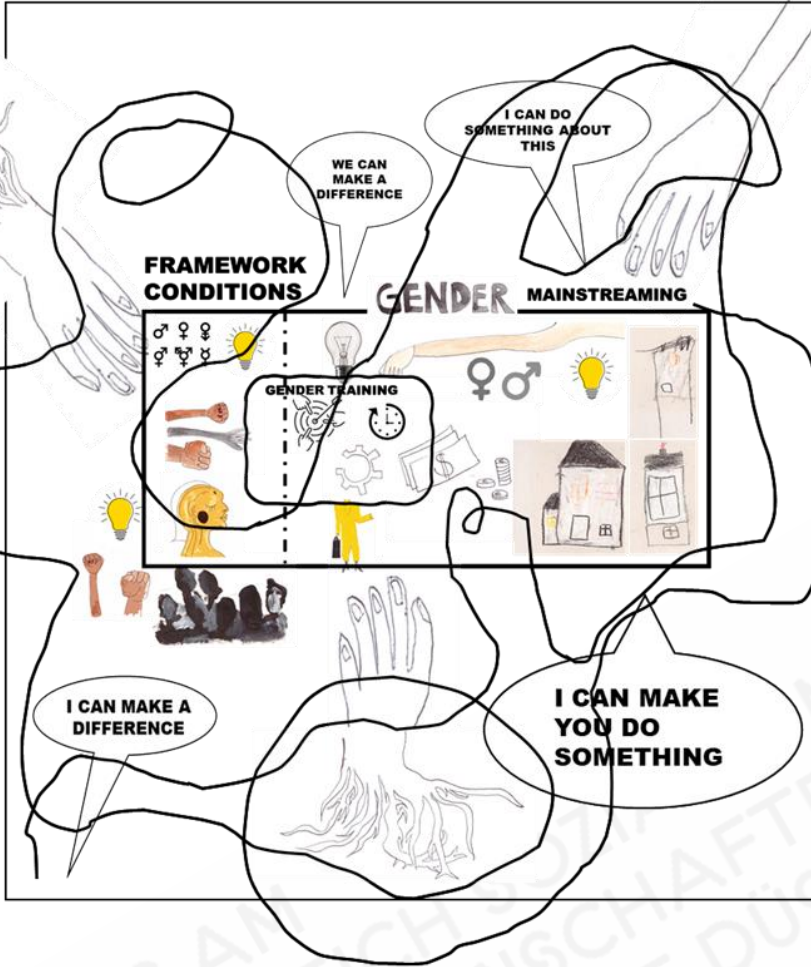 I CAN DO
SOMETHING ABOUT
THIS
WE CAN
MAKE A
DIFFERENCE
FRAMEWORK
CONDITIONS
GENDER MAINSTREAMING
GENDER TRAINING
$
I CAN MAKE A
DIFFERENCE
I CAN MAKE
YOU DO
SOMETHING